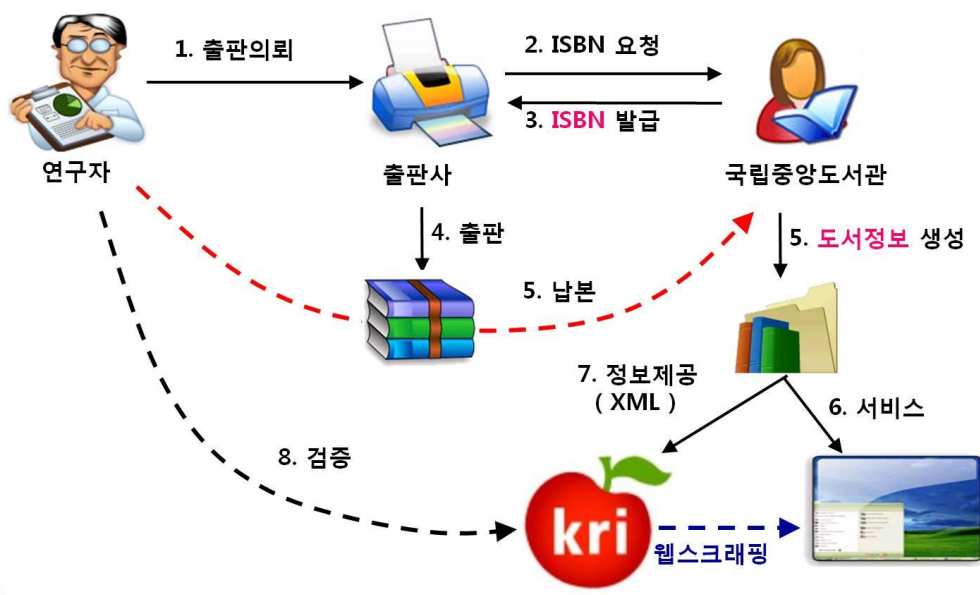 1. 출판의뢰
2. ISBN 요청
3. ISBN 발급
연구자
출판사
국립중앙도서관
4. 출판
5. 도서정보 생성
5. 납본
7. 정보제공
( XML )
6. 서비스
8. 검증
kri
웹스크래핑